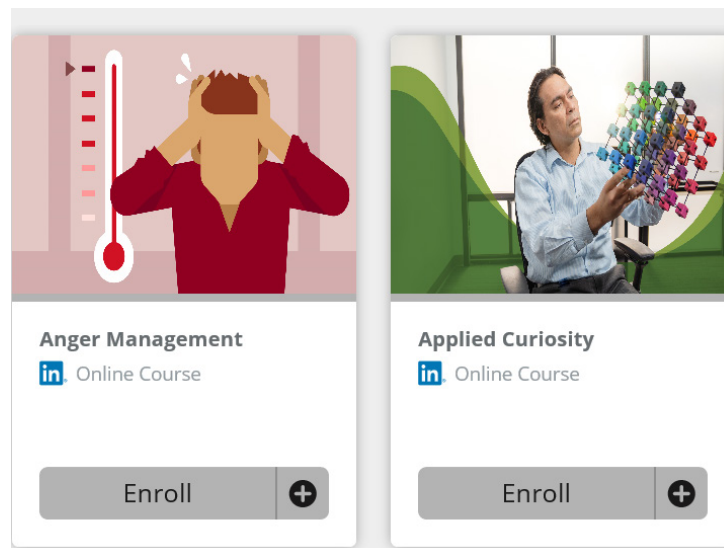 Anger Management
in. Online Course
Enroll
Applied Curiosity
in. Online Course
Enroll